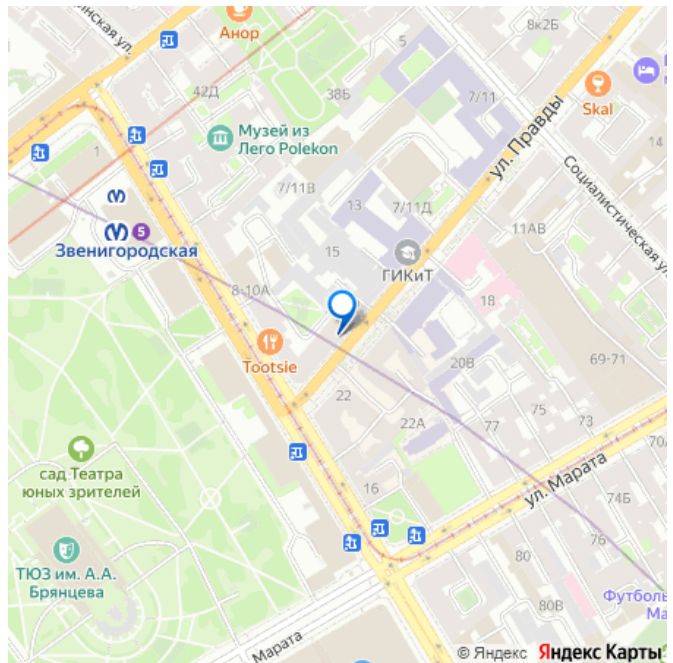 инская ул.
Анор
8к2Б
5
42Д
38Б
7/11
Skal
ул. Правды
14
1
Музей из
Лего Polekon
Социалистическая ул.
7/11В
13
7/11Д
11АВ
5
Звенигородская
15
ГИКиТ
18
8-10А
Tootsie
20В
69-71
22
22А
75
73
77
70/
сад Театра
юных зрителей
16
ул. Марата
74Б
76
ТЮЗ им. А.А.
Брянцева
80
80В
Футболь
Ма
Марата
© Яндекс Яндекс Карты